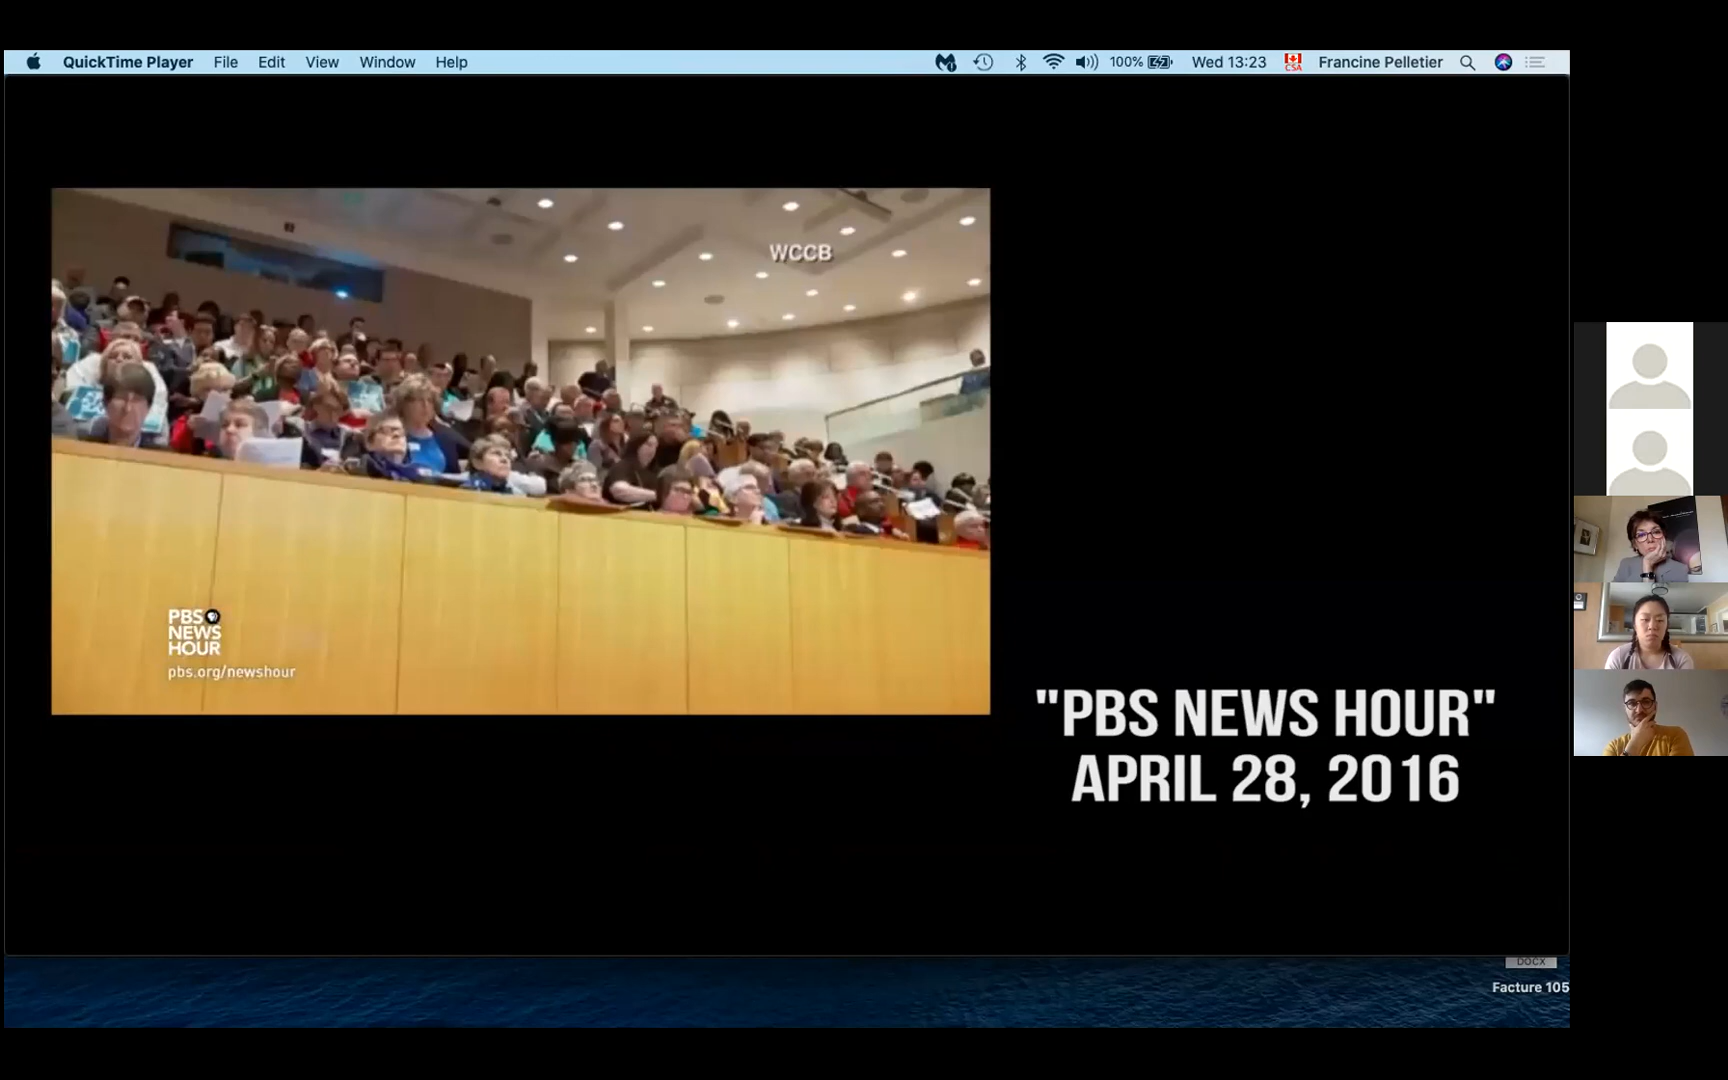 QuickTime Player File Edit View Window Help 100% Wed 13:23 CSA Francine Pelletier
WCCB
PBS
NEWS
HOUR
pbs.org/newshour
"PBS NEWS HOUR"
APRIL 28, 2016
DOCX
Facture 105